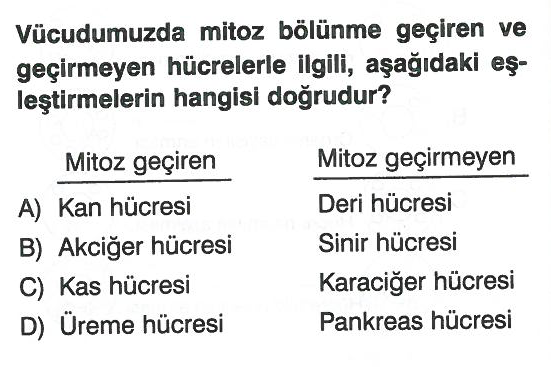 Vücudumuzda mitoz bölünme geçiren ve
geçirmeyen hücrelerle ilgili, aşağıdaki eş-
leştirmelerin hangisi doğrudur?
Mitoz geçiren Mitoz geçirmeyen
A) Kan hücresi Deri hücresi
B) Akciğer hücresi Sinir hücresi
C) Kas hücresi Karaciğer hücresi
D) Üreme hücresi Pankreas hücresi